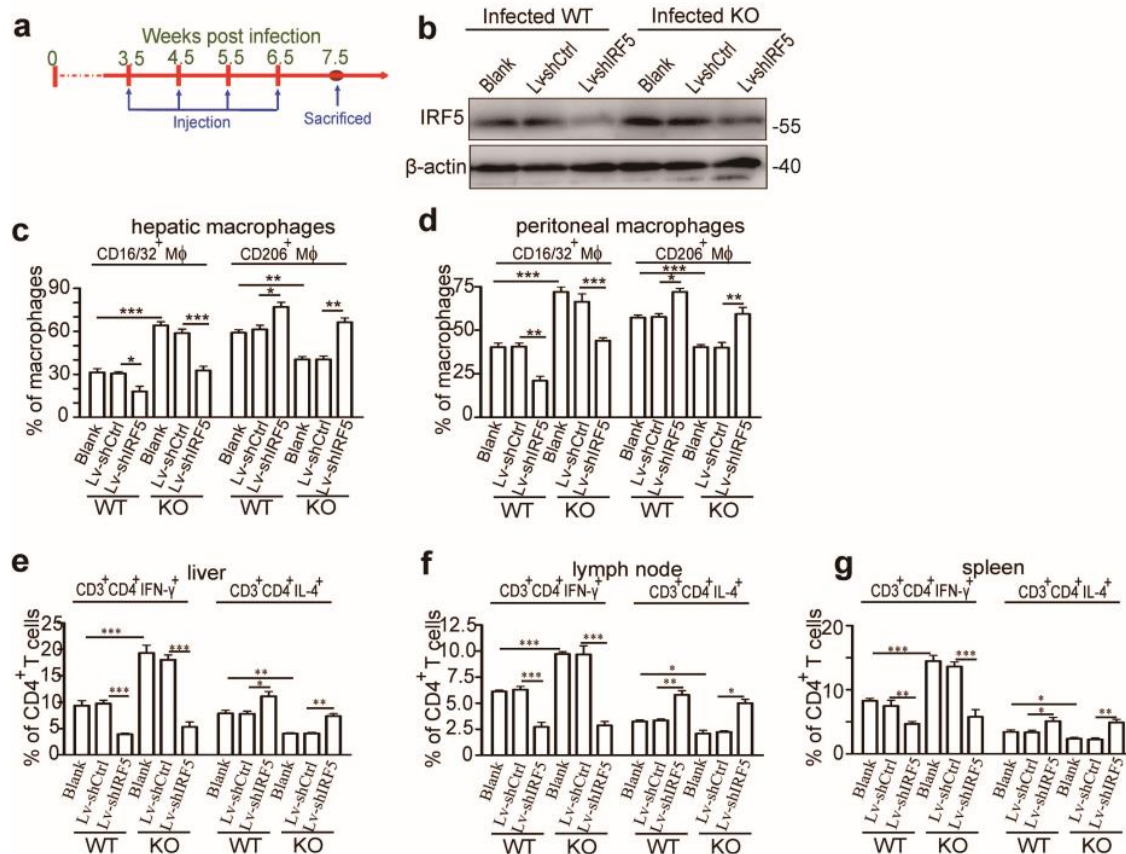 a
Weeks post infection
0 3.5 4.5 5.5 6.5 7.5
Injection Sacrificed
b
Infected WT Infected KO
Blank Lv-shCtrl Lv-shIRF5 Blank Lv-shCtrl Lv-shIRF5
IRF5 -55
β-actin -40
c
hepatic macrophages
CD16/32+ Mϕ CD206+ Mϕ
% of macrophages
90
60
30
0
*** * *** ** * **
Blank Lv-shCtrl Lv-shIRF5 Blank Lv-shCtrl Lv-shIRF5 Blank Lv-shCtrl Lv-shIRF5 Blank Lv-shCtrl Lv-shIRF5
WT KO WT KO
d
peritoneal macrophages
CD16/32+ Mϕ CD206+ Mϕ
% of macrophages
75
50
25
0
*** ** *** *** * **
Blank Lv-shCtrl Lv-shIRF5 Blank Lv-shCtrl Lv-shIRF5 Blank Lv-shCtrl Lv-shIRF5 Blank Lv-shCtrl Lv-shIRF5
WT KO WT KO
e
liver
CD3+CD4+IFN-γ+ CD3+CD4+IL-4+
% of CD4+T cells
25
20
15
10
5
0
*** *** *** ** * **
Blank Lv-shCtrl Lv-shIRF5 Blank Lv-shCtrl Lv-shIRF5 Blank Lv-shCtrl Lv-shIRF5 Blank Lv-shCtrl Lv-shIRF5
WT KO WT KO
f
lymph node
CD3+CD4+IFN-γ+ CD3+CD4+IL-4+
% of CD4+T cells
12.5
10.0
7.5
5.0
2.5
0
*** *** *** * ** *
Blank Lv-shCtrl Lv-shIRF5 Blank Lv-shCtrl Lv-shIRF5 Blank Lv-shCtrl Lv-shIRF5 Blank Lv-shCtrl Lv-shIRF5
WT KO WT KO
g
spleen
CD3+CD4+IFN-γ+ CD3+CD4+IL-4+
% of CD4+ T cells
20
10
0
*** ** *** * * **
Blank Lv-shCtrl Lv-shIRF5 Blank Lv-shCtrl Lv-shIRF5 Blank Lv-shCtrl Lv-shIRF5 Blank Lv-shCtrl Lv-shIRF5
WT KO WT KO